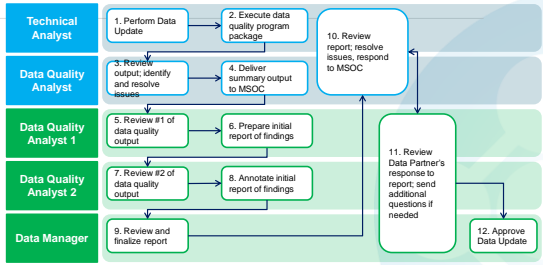 Technical
Analyst
1. Perform Data
Update
2. Execute data
quality program
package
10. Review
report; resolve
issues, respond
to MSOC
Data Quality
Analyst
3. Review
output; identify
and resolve
issues
4. Deliver
summary output
to MSOC
Data Quality
Analyst 1
5. Review #1 of
data quality
output
6. Prepare initial
report of findings
11. Review
Data Partner's
response to
report; send
additional
questions if
needed
Data Quality
Analyst 2
7. Review #2 of
data quality
output
8. Annotate initial
report of findings
Data Manager
9. Review and
finalize report
12. Approve
Data Update